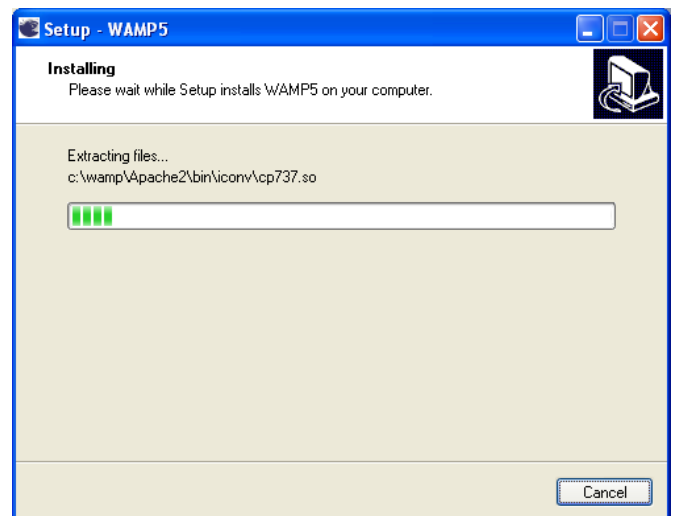 Setup - WAMP5
Installing
Please wait while Setup installs WAMP5 on your computer.
Extracting files...
c:\wamp\Apache2\bin\iconv\cp737.so
Cancel